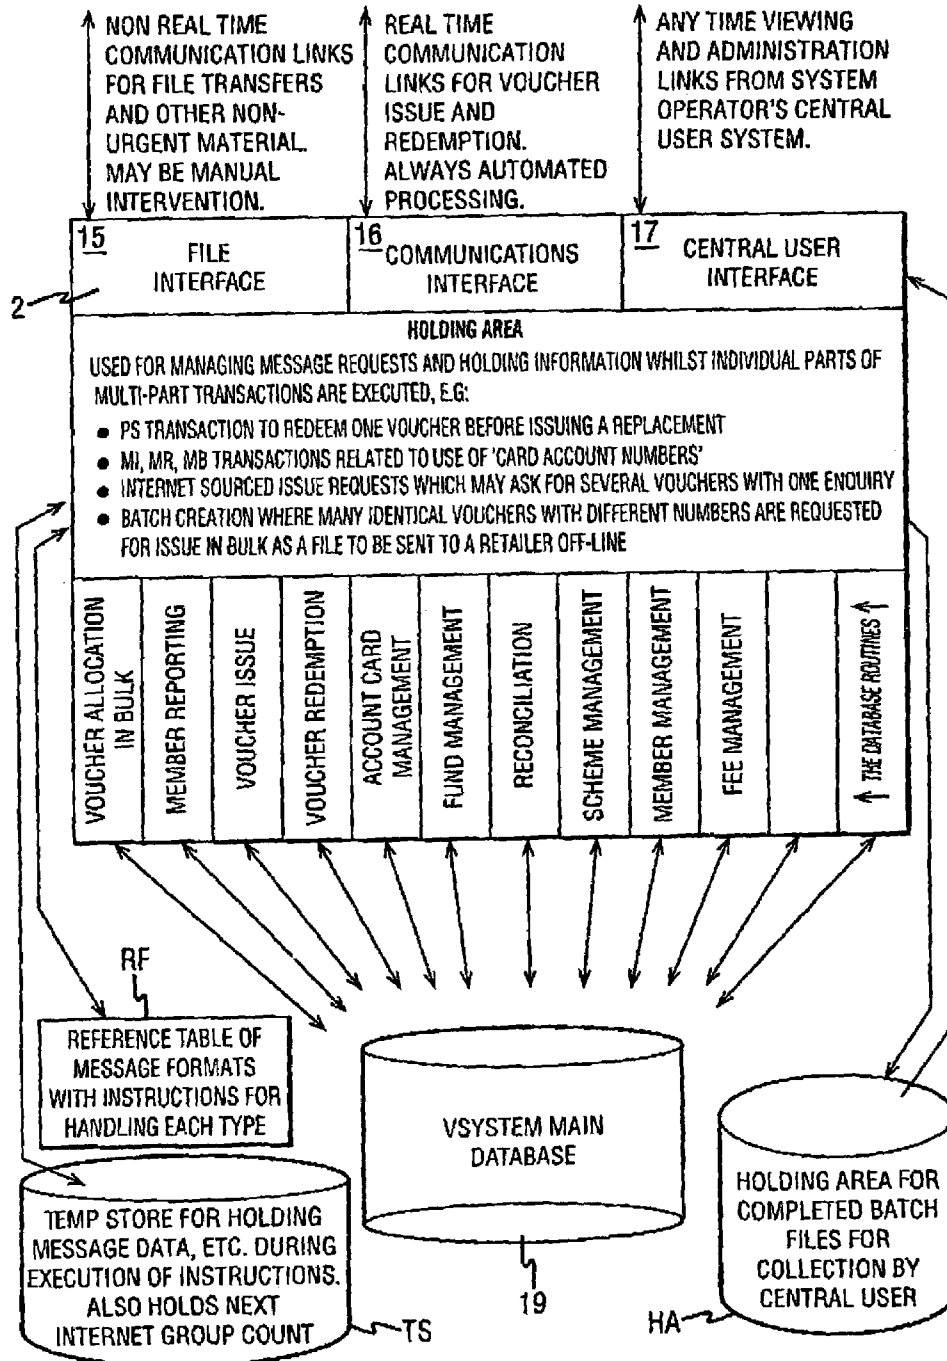 NON REAL TIME
COMMUNICATION LINKS
FOR FILE TRANSFERS
AND OTHER NON-
URGENT MATERIAL.
MAY BE MANUAL
INTERVENTION.
REAL TIME
COMMUNICATION
LINKS FOR VOUCHER
ISSUE AND
REDEMPTION.
ALWAYS AUTOMATED
PROCESSING.
ANY TIME VIEWING
AND ADMINISTRATION
LINKS FROM SYSTEM
OPERATOR'S CENTRAL
USER SYSTEM.
15
FILE
INTERFACE
16
COMMUNICATIONS
INTERFACE
17
CENTRAL USER
INTERFACE
2
HOLDING AREA
USED FOR MANAGING MESSAGE REQUESTS AND HOLDING INFORMATION WHILST INDIVIDUAL PARTS OF
MULTI-PART TRANSACTIONS ARE EXECUTED, E.G:
● PS TRANSACTION TO REDEEM ONE VOUCHER BEFORE ISSUING A REPLACEMENT
● MI, MR, MB TRANSACTIONS RELATED TO USE OF 'CARD ACCOUNT NUMBERS'
● INTERNET SOURCED ISSUE REQUESTS WHICH MAY ASK FOR SEVERAL VOUCHERS WITH ONE ENQUIRY
● BATCH CREATION WHERE MANY IDENTICAL VOUCHERS WITH DIFFERENT NUMBERS ARE REQUESTED
FOR ISSUE IN BULK AS A FILE TO BE SENT TO A RETAILER OFF-LINE
VOUCHER ALLOCATION
IN BULK
MEMBER REPORTING
VOUCHER ISSUE
VOUCHER REDEMPTION
ACCOUNT CARD
MANAGEMENT
FUND MANAGEMENT
RECONCILIATION
SCHEME MANAGEMENT
MEMBER MANAGEMENT
FEE MANAGEMENT
THE DATABASE ROUTINES
RF
REFERENCE TABLE OF
MESSAGE FORMATS
WITH INSTRUCTIONS FOR
HANDLING EACH TYPE
TEMP STORE FOR HOLDING
MESSAGE DATA, ETC. DURING
EXECUTION OF INSTRUCTIONS.
ALSO HOLDS NEXT
INTERNET GROUP COUNT
TS
VSYSTEM MAIN
DATABASE
19
HOLDING AREA FOR
COMPLETED BATCH
FILES FOR
COLLECTION BY
CENTRAL USER
HA